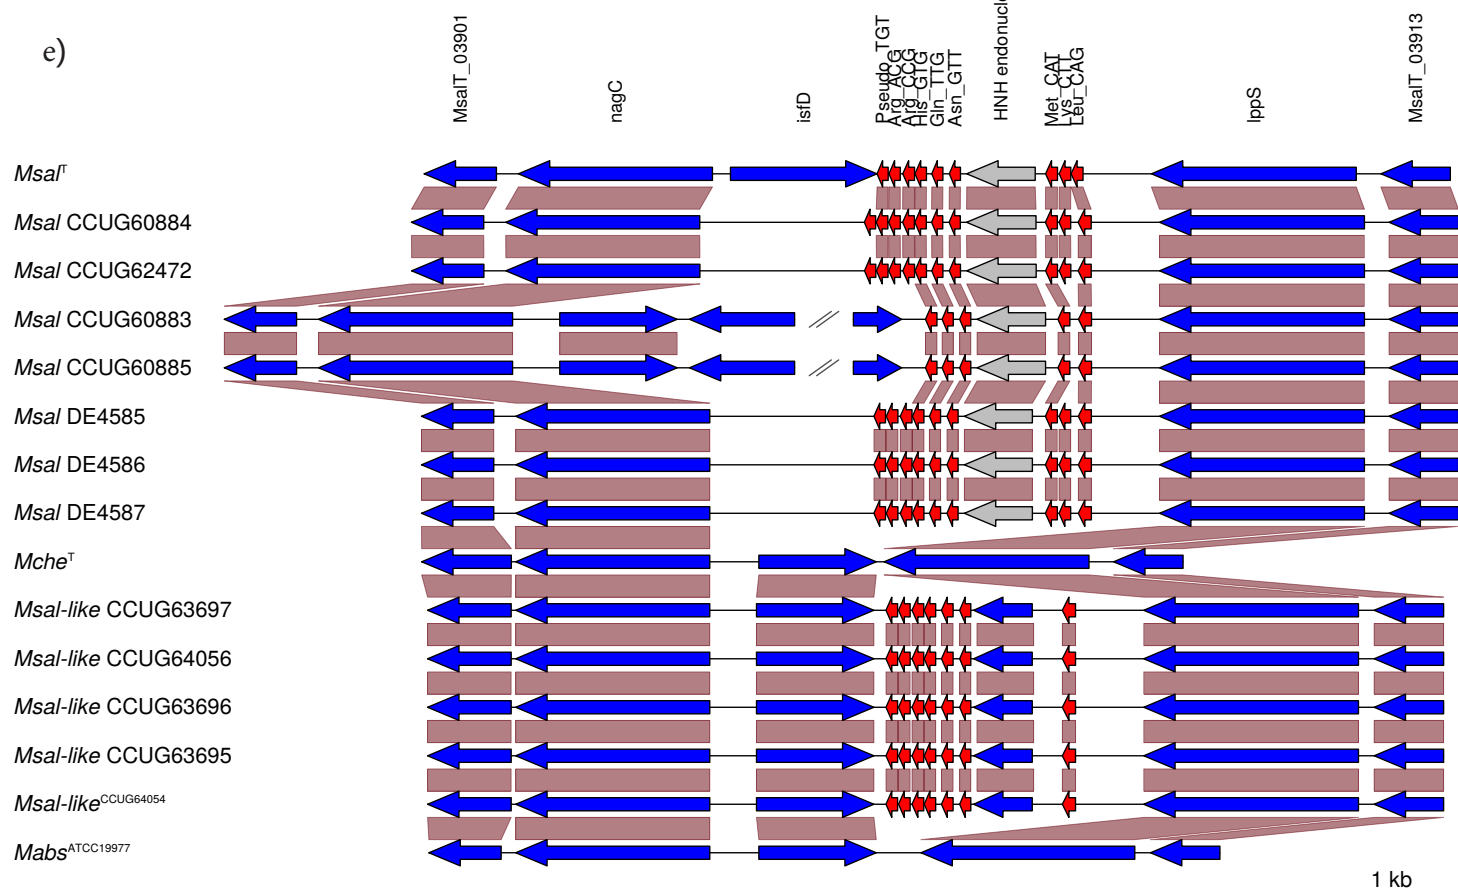 e)
MsalT_03901
nagC
isfD
Pseudo_TGT
Arg_ACG
Arg_CCG
His_GTG
Gln_TTG
Asn_GTT
HNH endonucl
Met_CAT
Lys_CTT
Leu_CAG
lppS
MsalT_03913
MsalT
Msal CCUG60884
Msal CCUG62472
Msal CCUG60883
Msal CCUG60885
Msal DE4585
Msal DE4586
Msal DE4587
McheT
Msal-like CCUG63697
Msal-like CCUG64056
Msal-like CCUG63696
Msal-like CCUG63695
Msal-likeCCUG64054
MabsATCC19977
1 kb